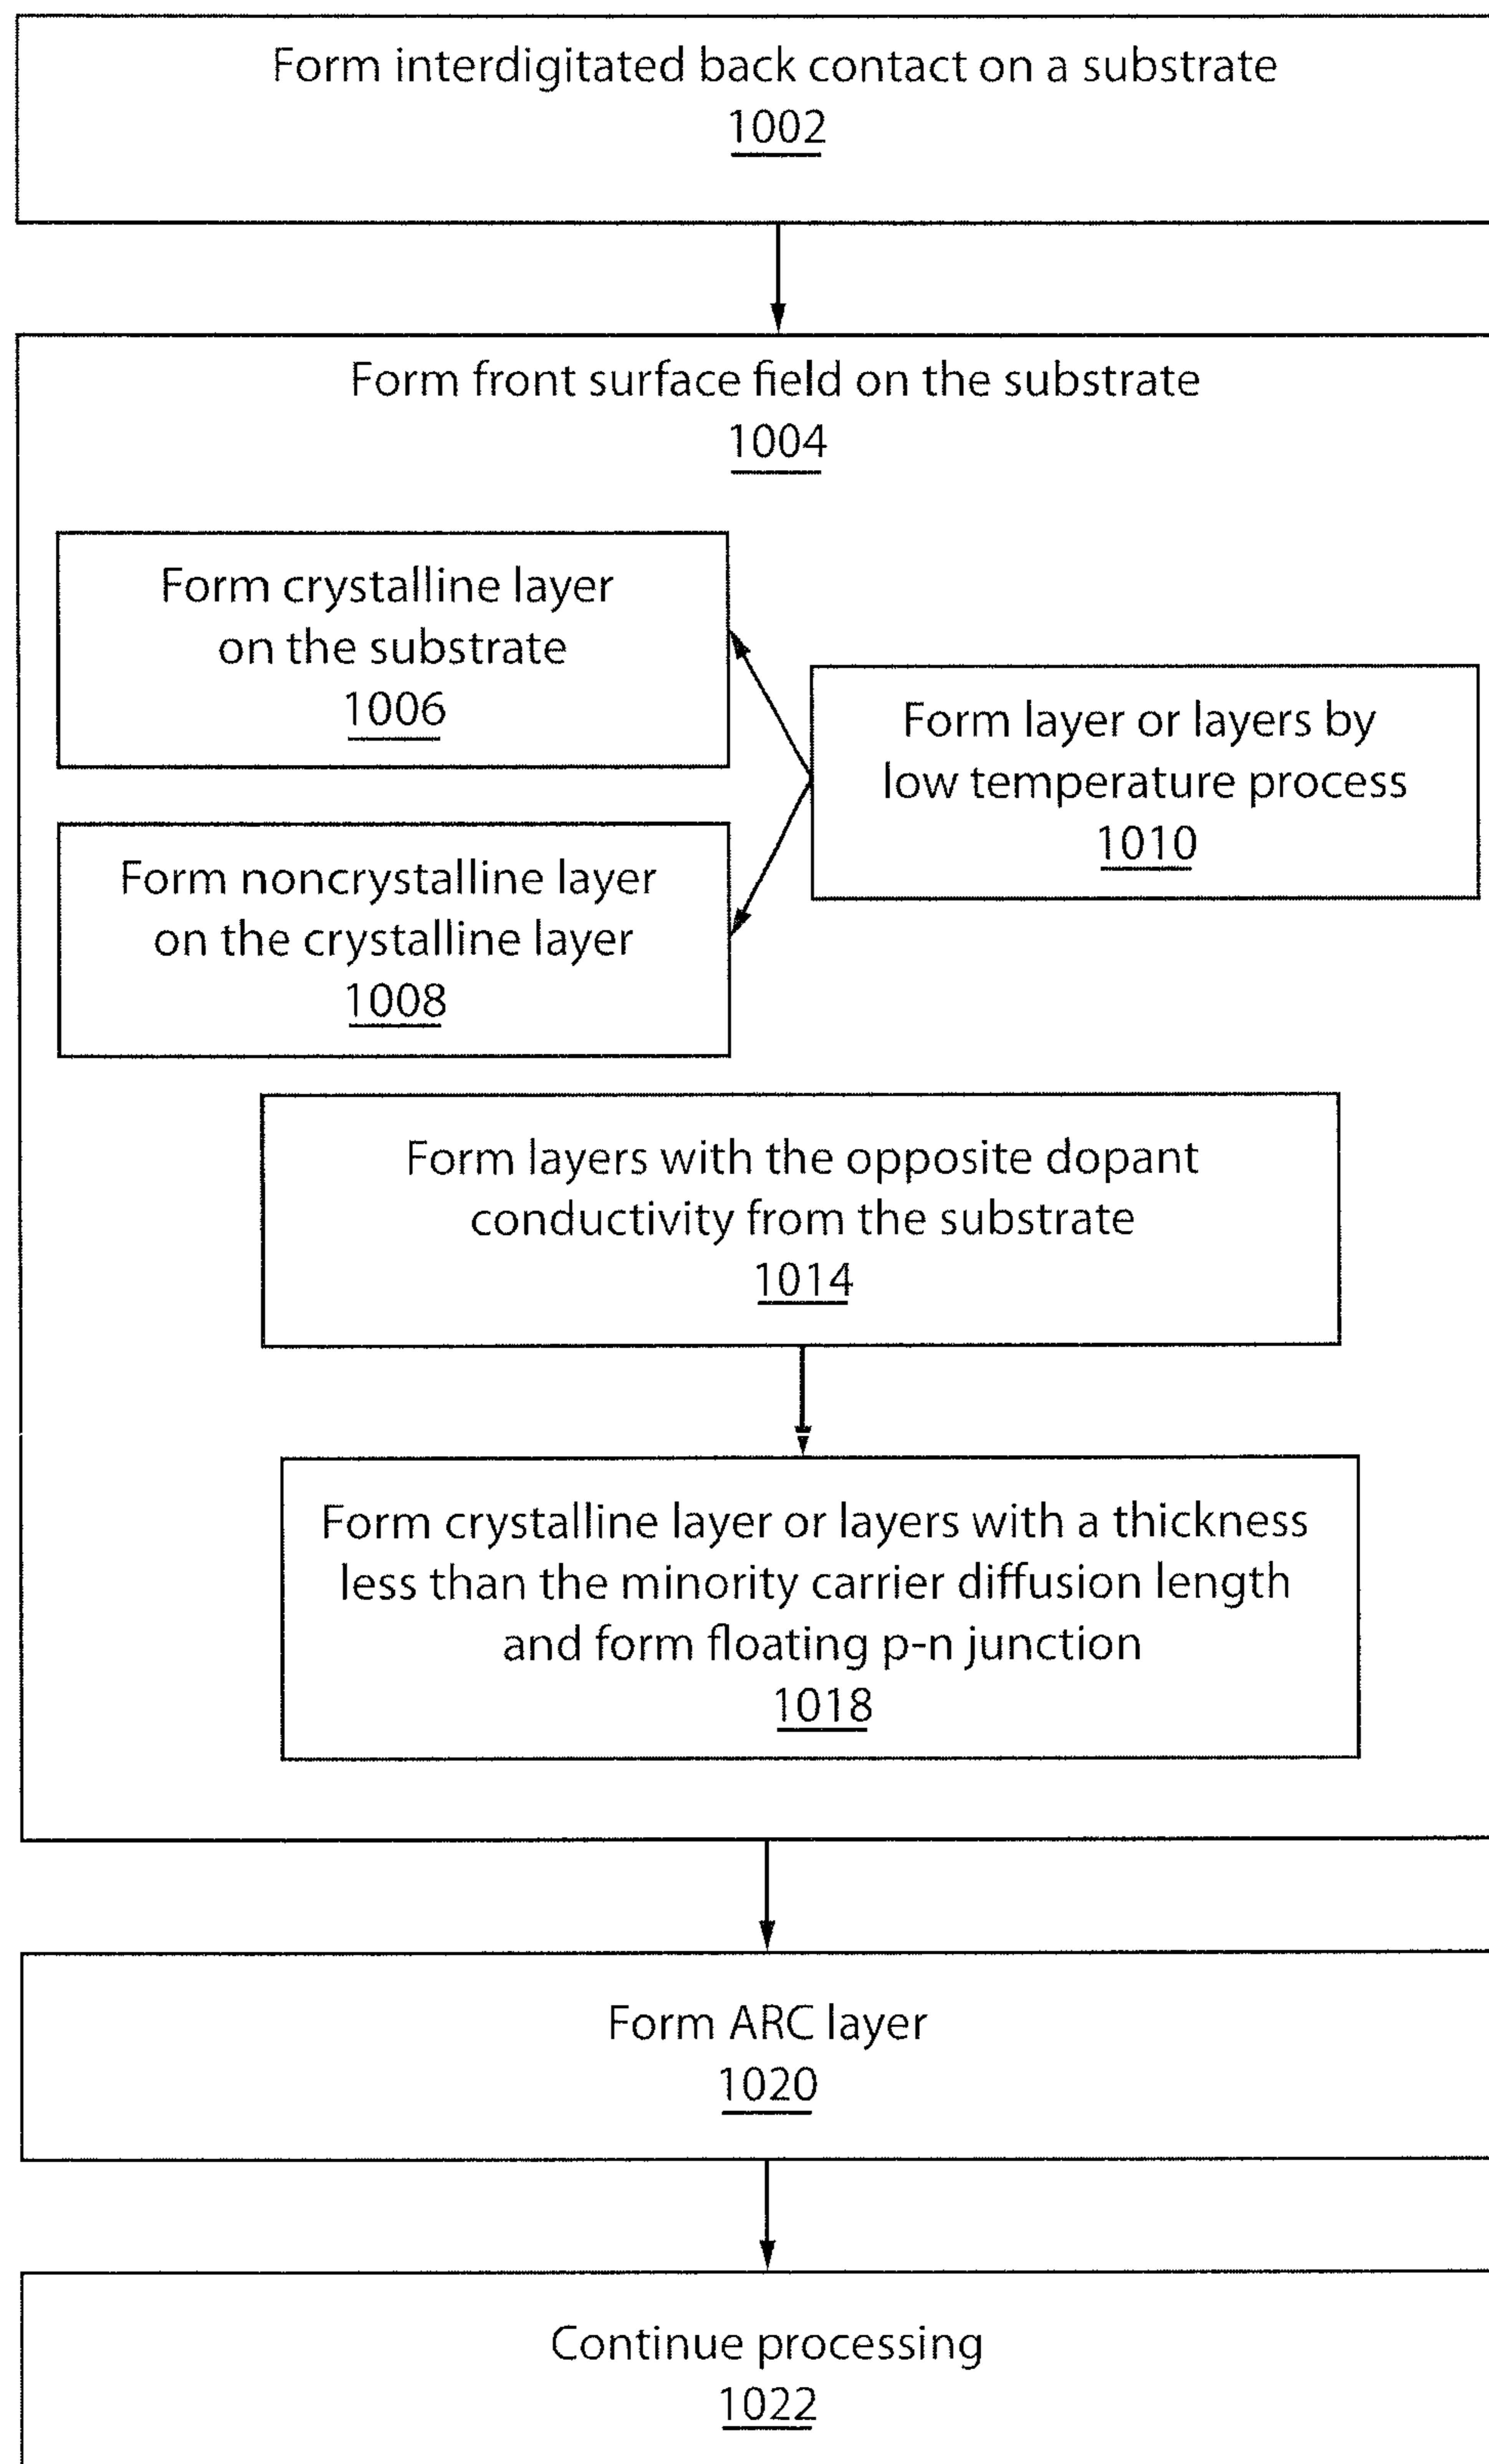 Form interdigitated back contact on a substrate
1002
Form front surface field on the substrate
1004
Form crystalline layer
on the substrate
1006
Form layer or layers by
low temperature process
1010
Form noncrystalline layer
on the crystalline layer
1008
Form layers with the opposite dopant
conductivity from the substrate
1014
Form crystalline layer or layers with a thickness
less than the minority carrier diffusion length
and form floating p-n junction
1018
Form ARC layer
1020
Continue processing
1022